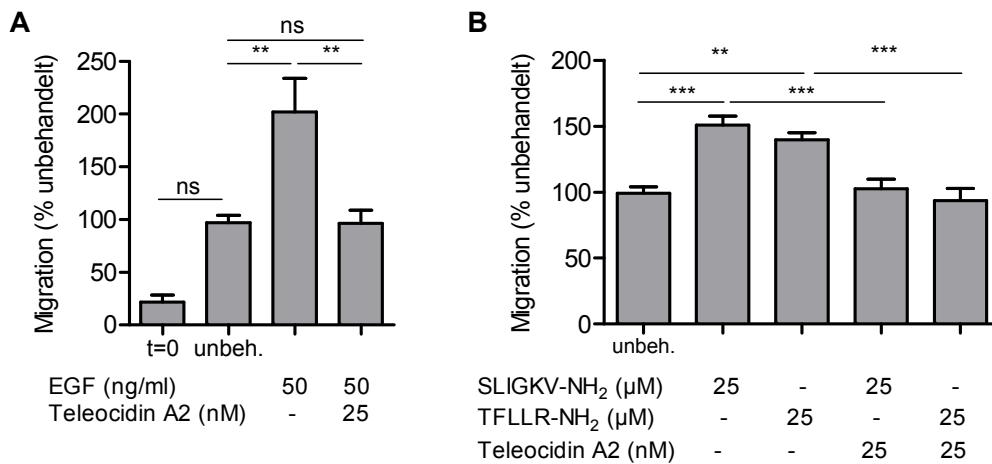 A
ns
** **
ns
Migration (% unbehandelt)
250
200
150
100
50
0
t=0 unbeh.
EGF (ng/ml) 50 50
Teleocidin A2 (nM) - 25
B
** ***
*** ***
Migration (% unbehandelt)
200
150
100
50
0
unbeh.
SLIGKV-NH₂ (µM) 25 - 25 -
TFLLR-NH₂ (µM) - 25 - 25
Teleocidin A2 (nM) - - 25 25